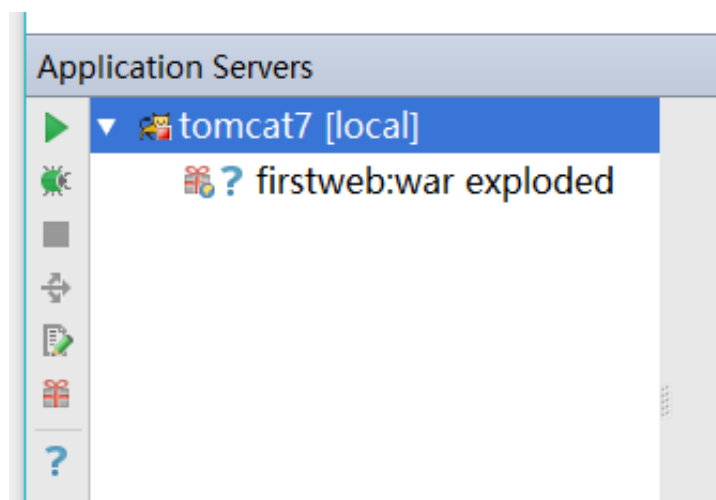 Application Servers
tomcat7 [local]
? firstweb:war exploded
?